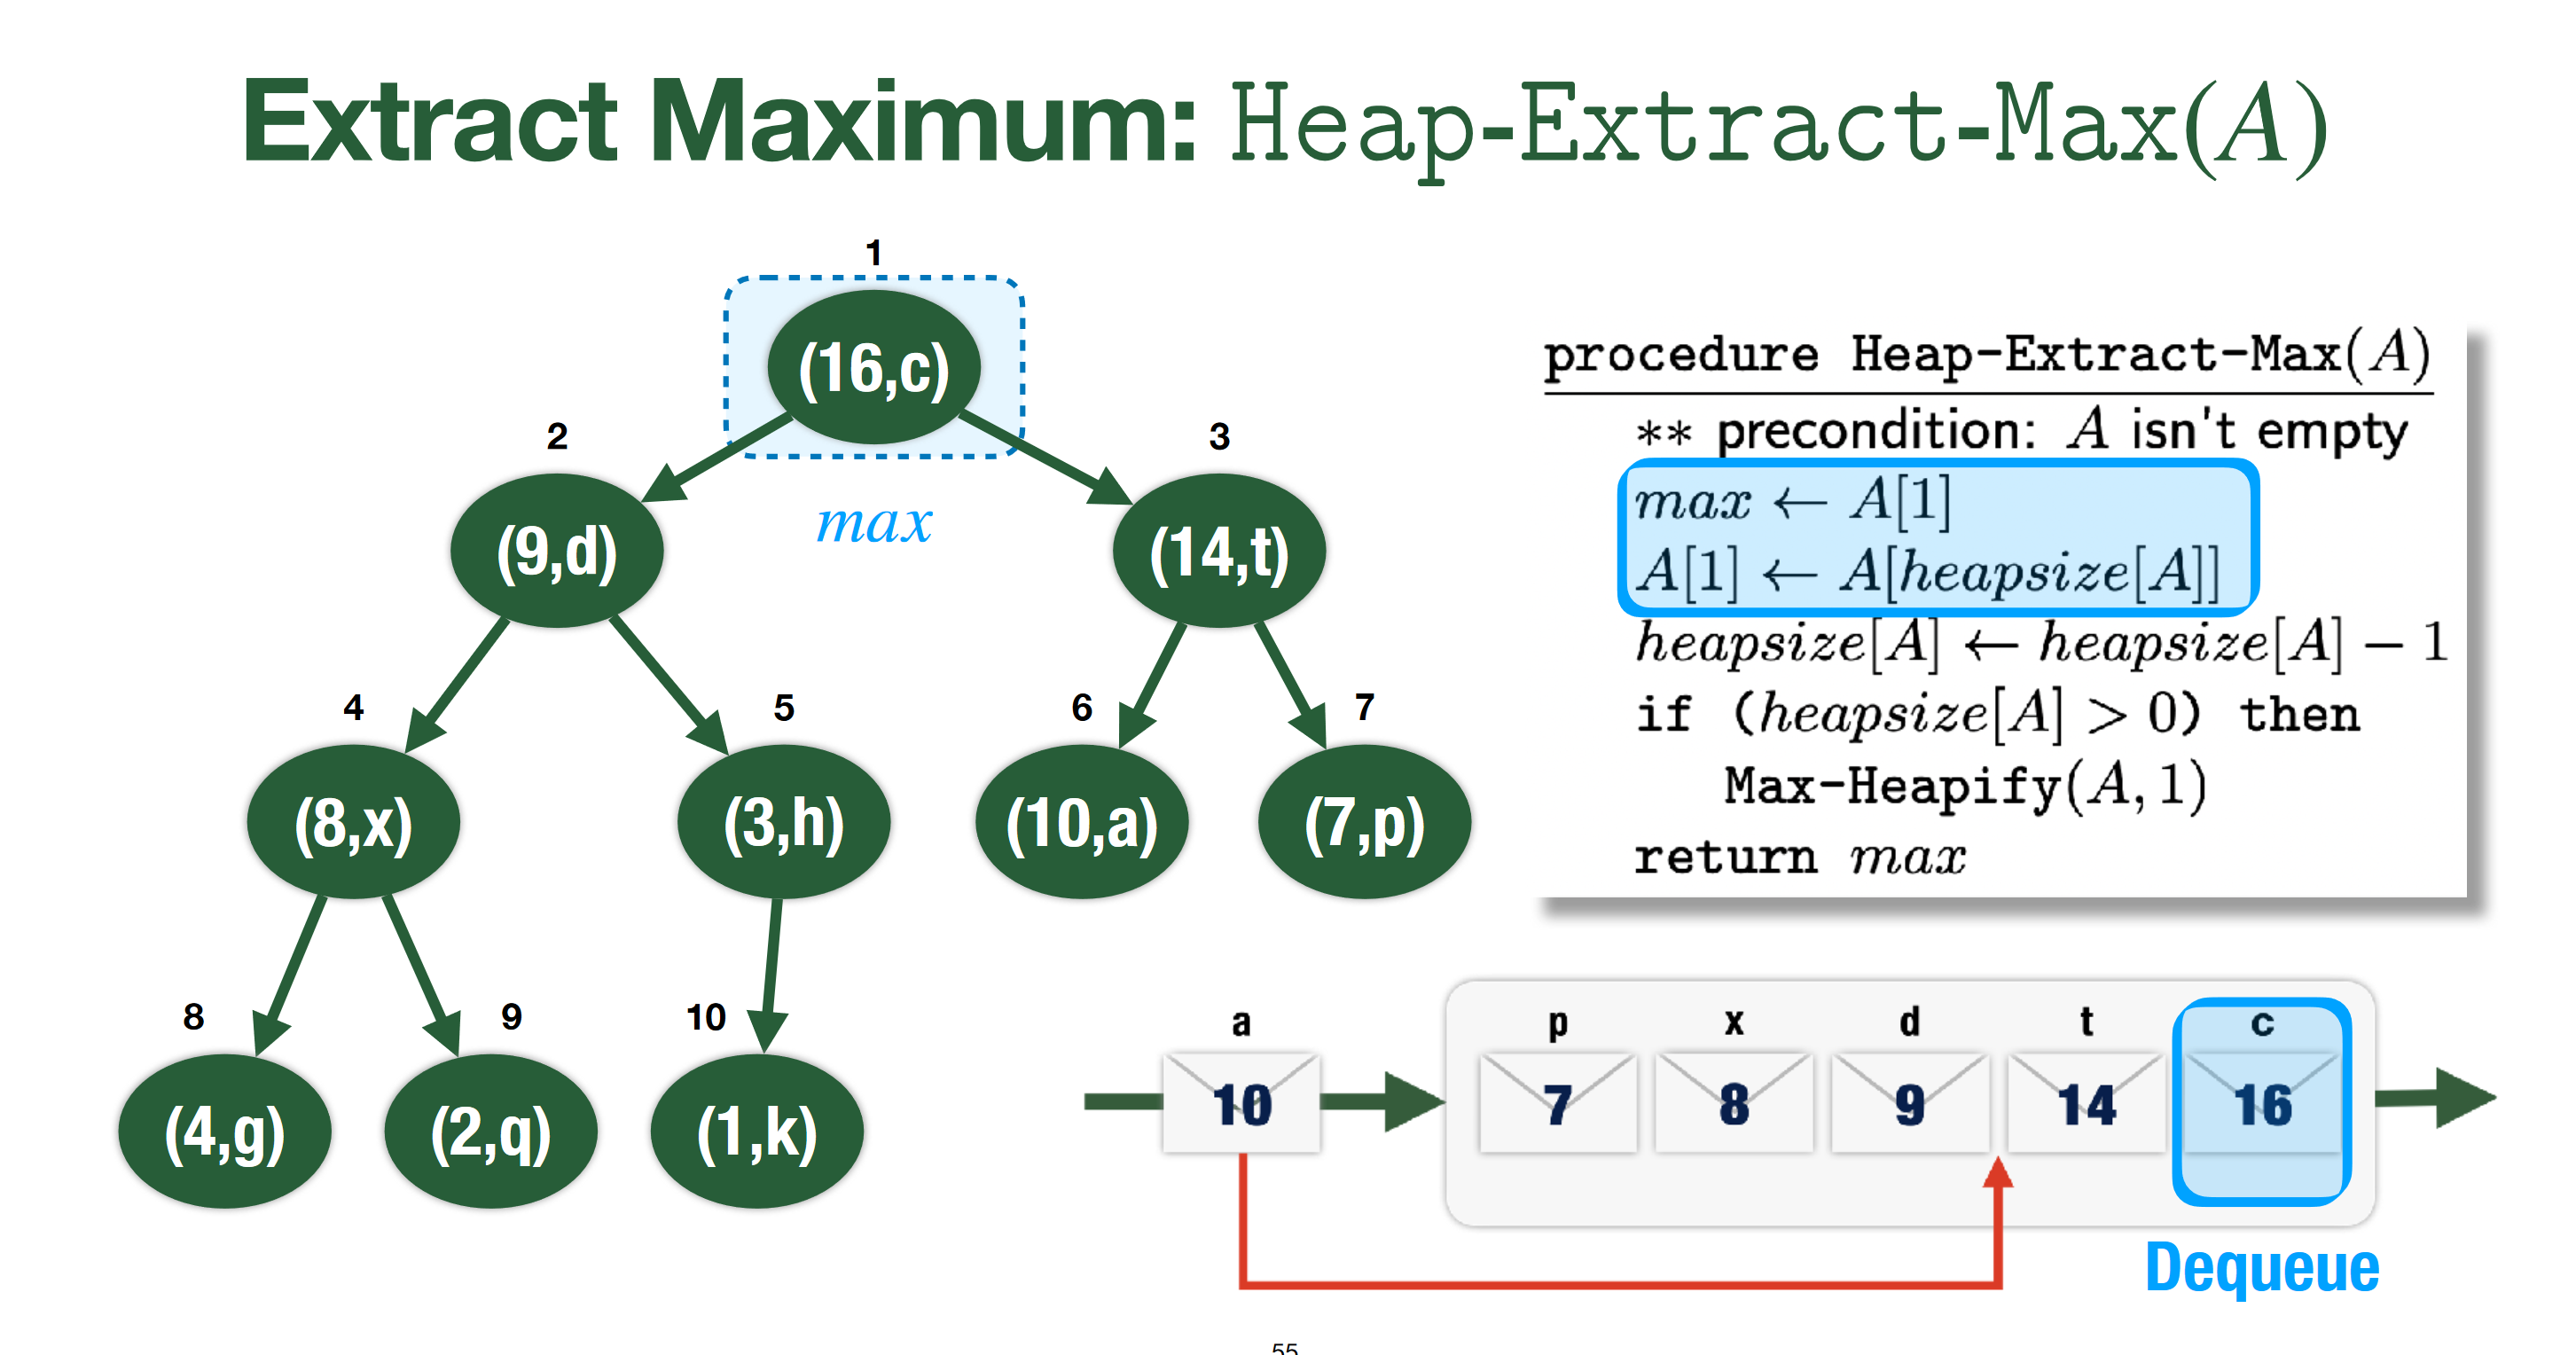 Extract Maximum: Heap-Extract-Max(A)
1
(16,c)
max
2
(9,d)
3
(14,t)
4
(8,x)
5
(3,h)
6
(10,a)
7
(7,p)
8
(4,g)
9
(2,q)
10
(1,k)
procedure Heap-Extract-Max(A)
** precondition: A isn't empty
max ← A[1]
A[1] ← A[heapsize[A]]
heapsize[A] ← heapsize[A] − 1
if (heapsize[A] > 0) then
Max-Heapify(A, 1)
return max
a p x d t c
10 7 8 9 14 16
Dequeue
55